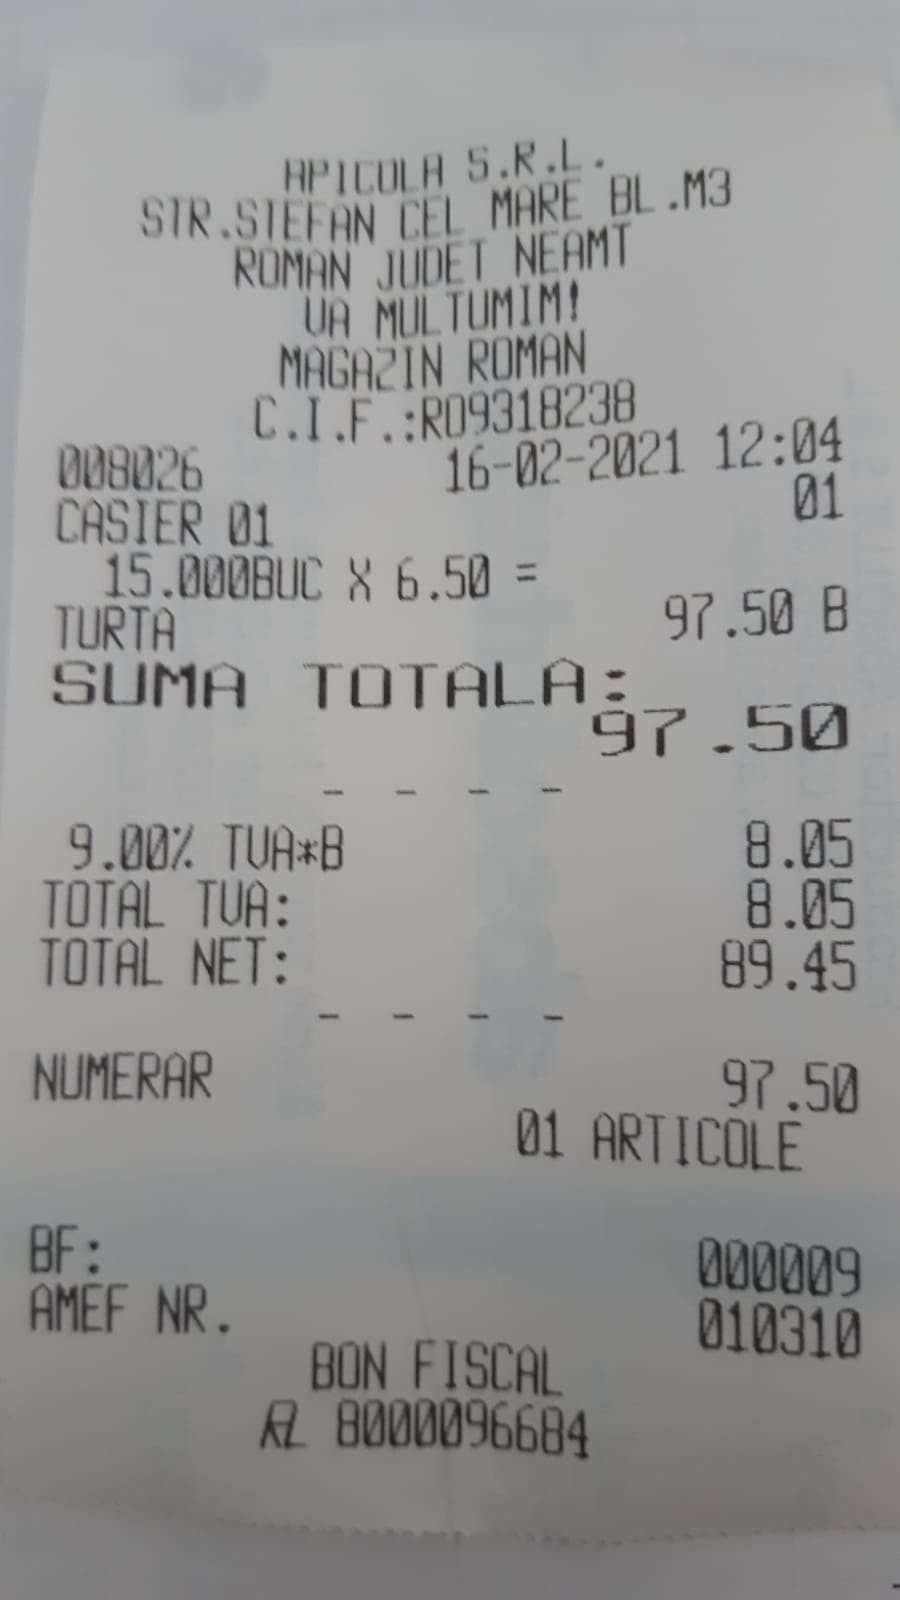 APICOLA S.R.L.
STR.STEFAN CEL MARE BL.M3
ROMAN JUDET NEAMT
VA MULTUMIM!
MAGAZIN ROMAN
C.I.F.:RO9318238
008026 16-02-2021 12:04
CASIER 01 01
15.000BUC X 6.50 =
TURTA 97.50 B
SUMA TOTALA:
97.50
- - - -
9.00% TVA*B 8.05
TOTAL TVA: 8.05
TOTAL NET: 89.45
- - - -
NUMERAR 97.50
01 ARTICOLE
BF: 000009
AMEF NR. 010310
BON FISCAL
8000096684